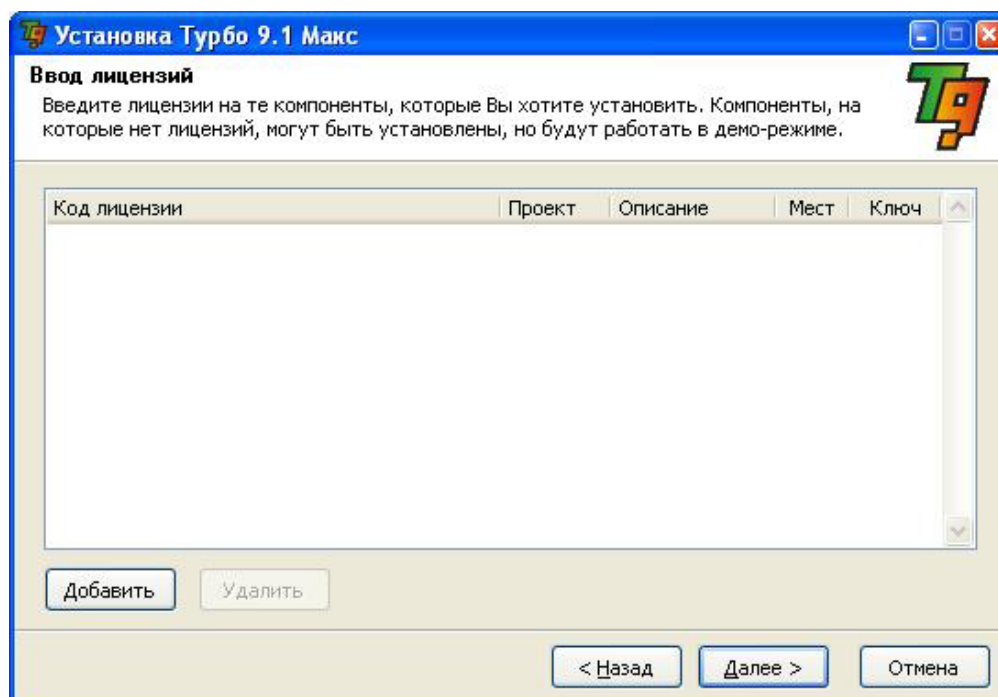 Установка Турбо 9.1 Макс
Ввод лицензий
Введите лицензии на те компоненты, которые Вы хотите установить. Компоненты, на
которые нет лицензий, могут быть установлены, но будут работать в демо-режиме.
Код лицензии Проект Описание Мест Ключ
Добавить Удалить
< Назад Далее > Отмена